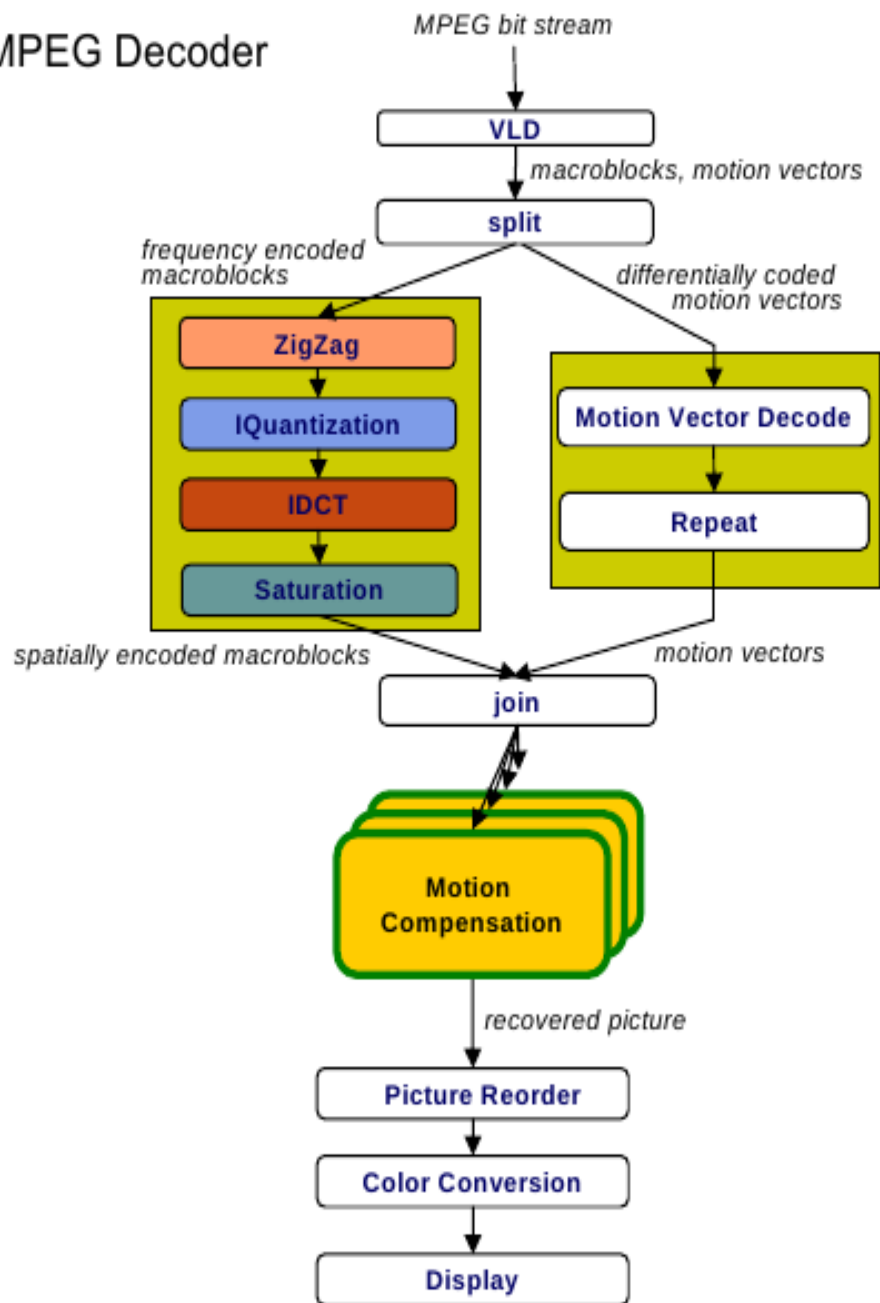 MPEG Decoder
MPEG bit stream
VLD
macroblocks, motion vectors
split
frequency encoded
macroblocks
differentially coded
motion vectors
ZigZag
IQuantization
IDCT
Saturation
Motion Vector Decode
Repeat
spatially encoded macroblocks
motion vectors
join
Motion
Compensation
recovered picture
Picture Reorder
Color Conversion
Display